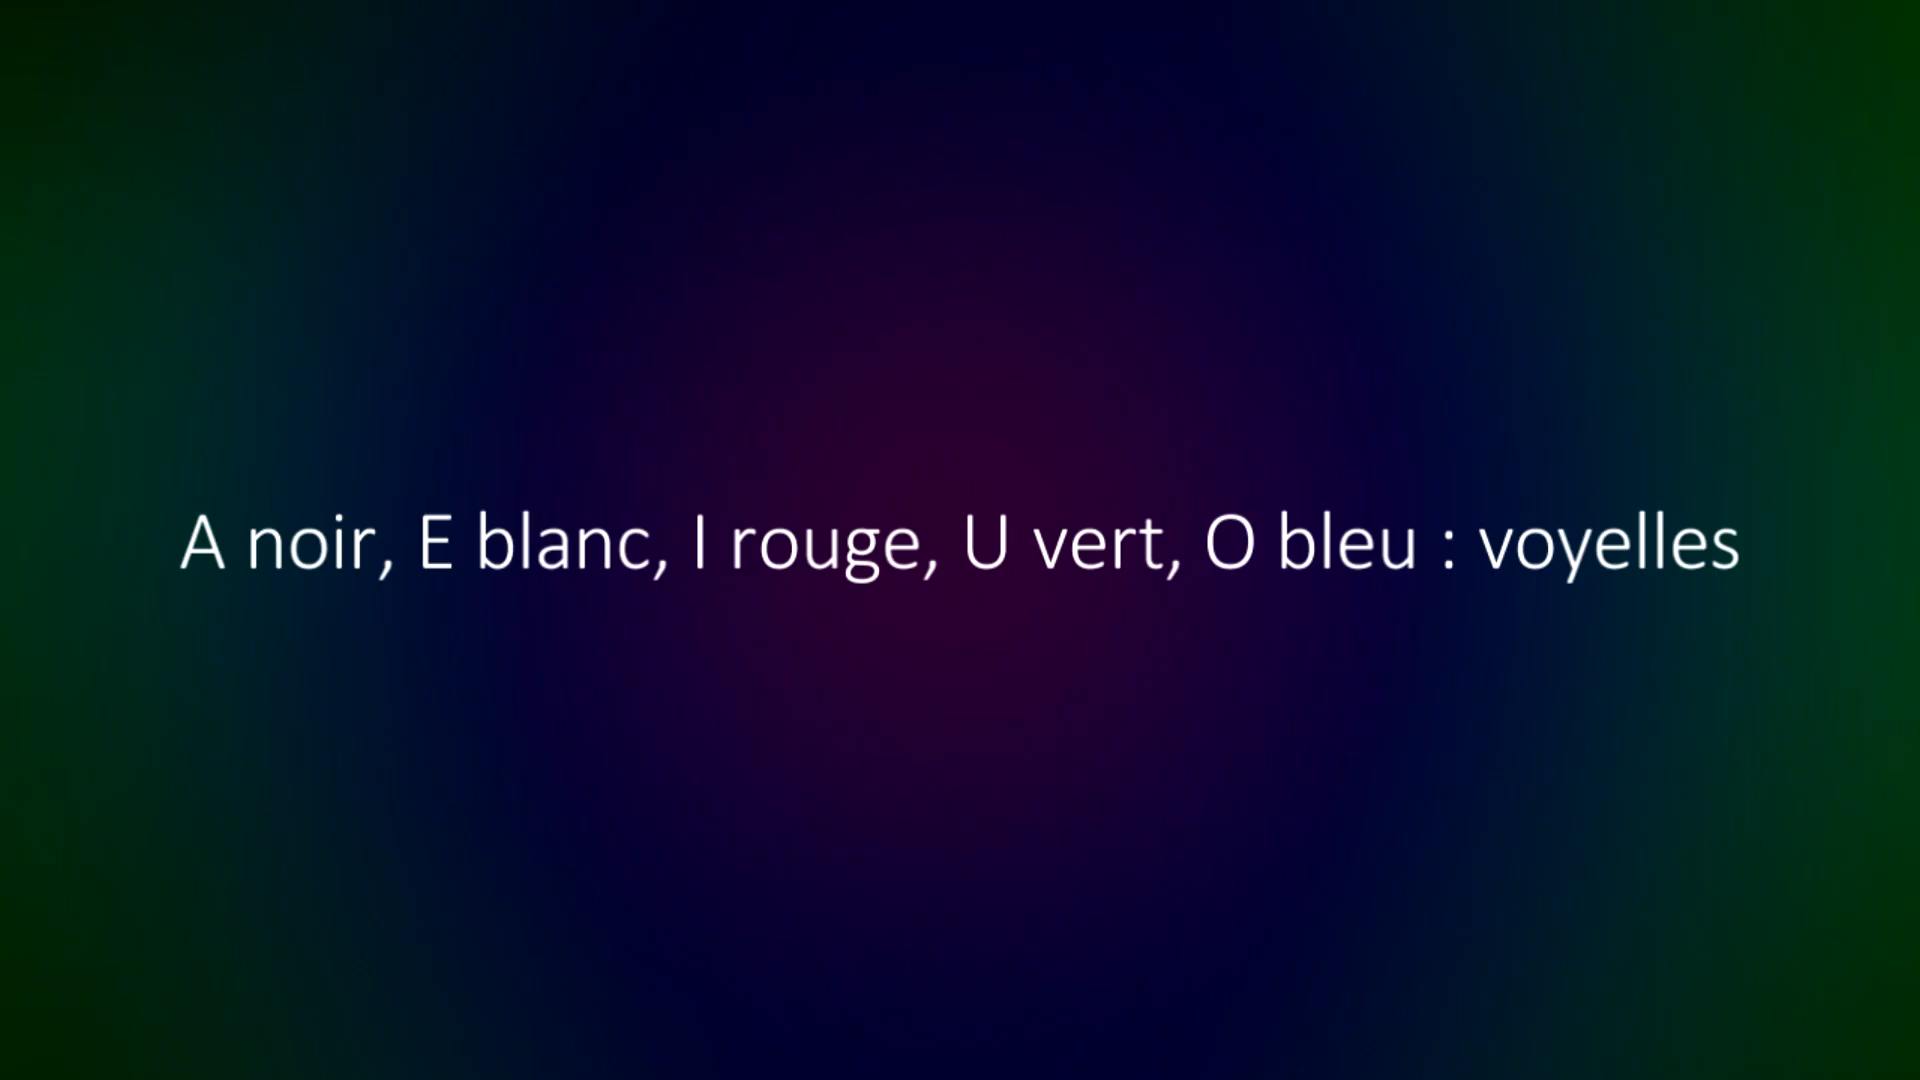 A noir, E blanc, I rouge, U vert, O bleu : voyelles